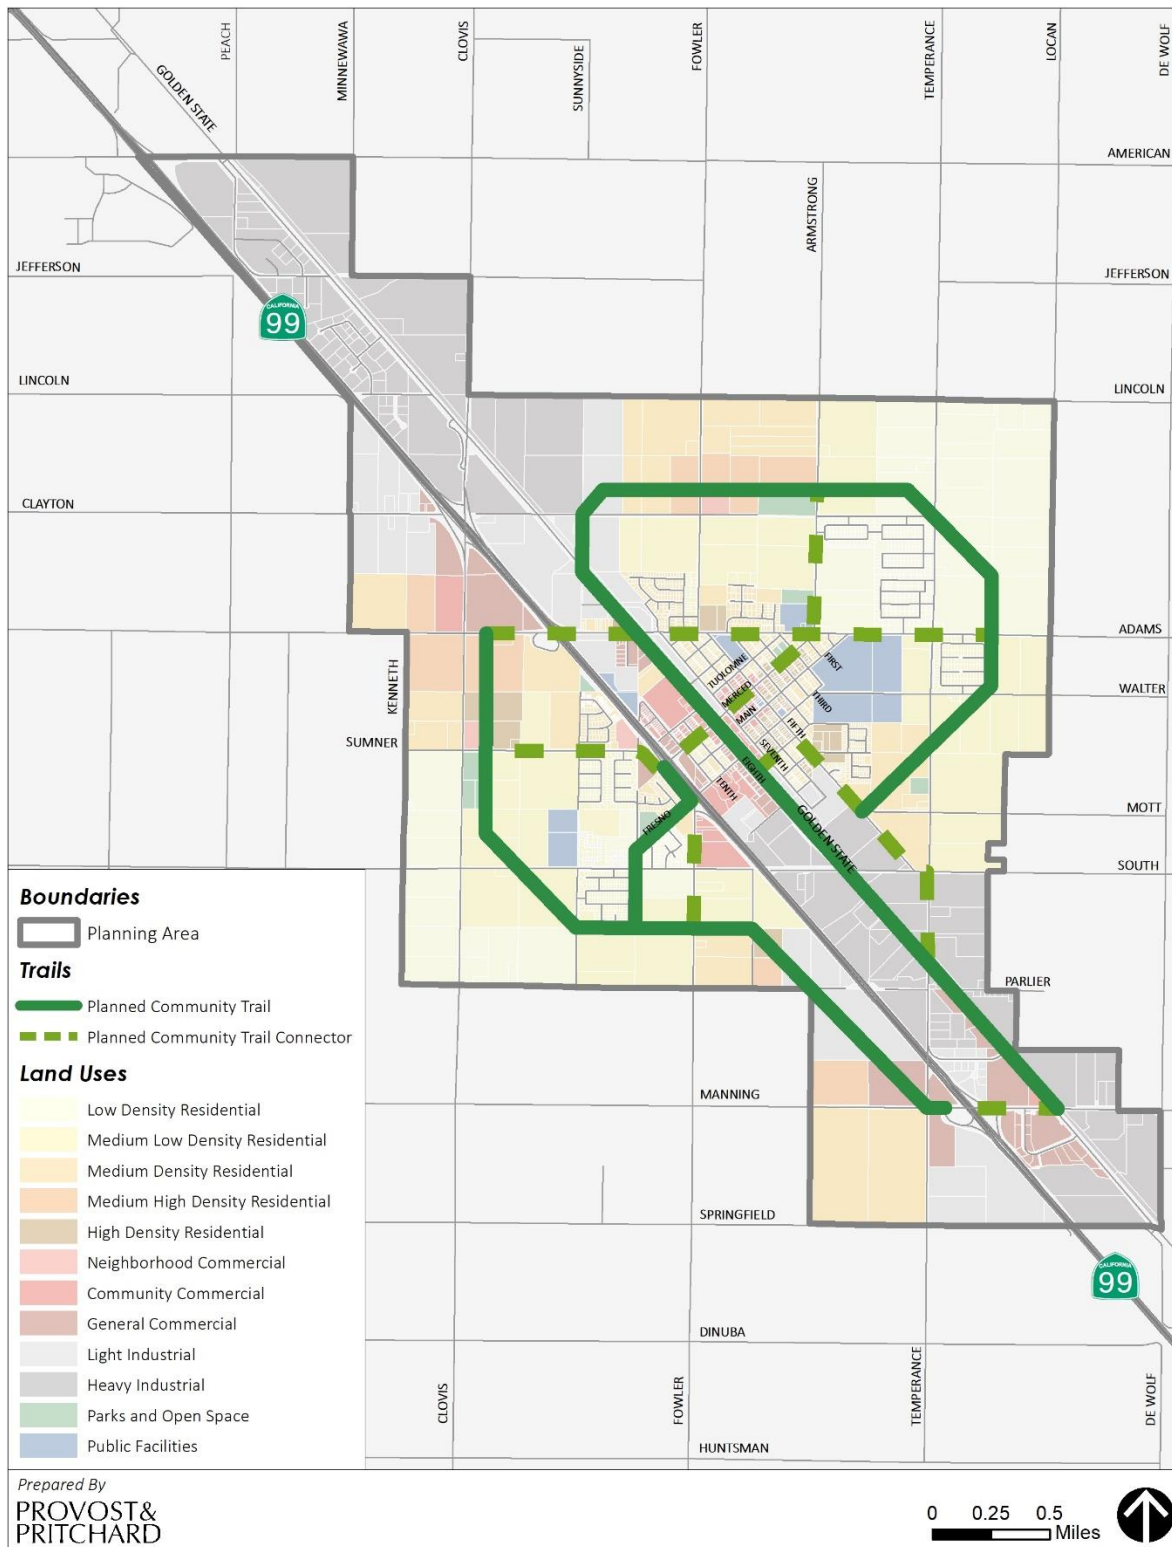 PEACH
MINNEWAWA
CLOVIS
SUNNYSIDE
FOWLER
TEMPERANCE
LOCAN
DE WOLF
GOLDEN STATE
AMERICAN
ARMSTRONG
JEFFERSON
JEFFERSON
CALIFORNIA
99
LINCOLN
LINCOLN
CLAYTON
ADAMS
FIRST
TUOLOMNE
KENNETH
MERCED
WALTER
THIRD
MAIN
FIFTH
SUMNER
SEVENTH
EIGHTH
TENTH
FRESNO
GOLDEN STATE
MOTT
SOUTH
PARLIER
MANNING
SPRINGFIELD
CALIFORNIA
99
DINUBA
CLOVIS
FOWLER
TEMPERANCE
DE WOLF
HUNTSMAN
Boundaries
Planning Area
Trails
Planned Community Trail
Planned Community Trail Connector
Land Uses
Low Density Residential
Medium Low Density Residential
Medium Density Residential
Medium High Density Residential
High Density Residential
Neighborhood Commercial
Community Commercial
General Commercial
Light Industrial
Heavy Industrial
Parks and Open Space
Public Facilities
Prepared By
PROVOST&
PRITCHARD
0 0.25 0.5
Miles